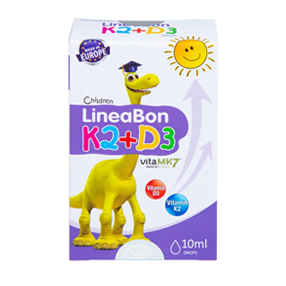 MADE IN
EUROPE
Children
LineaBon
K2+D3
vitaMK7
Vitamin
D3
Vitamin
K2
10ml
DROPS